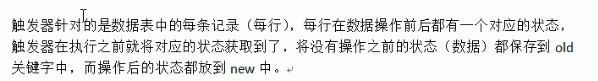 触发器针对的是数据表中的每条记录（每行），每行在数据操作前后都有一个对应的状态，
触发器在执行之前就将对应的状态获取到了，将没有操作之前的状态（数据）都保存到 old
关键字中，而操作后的状态都放到 new 中。